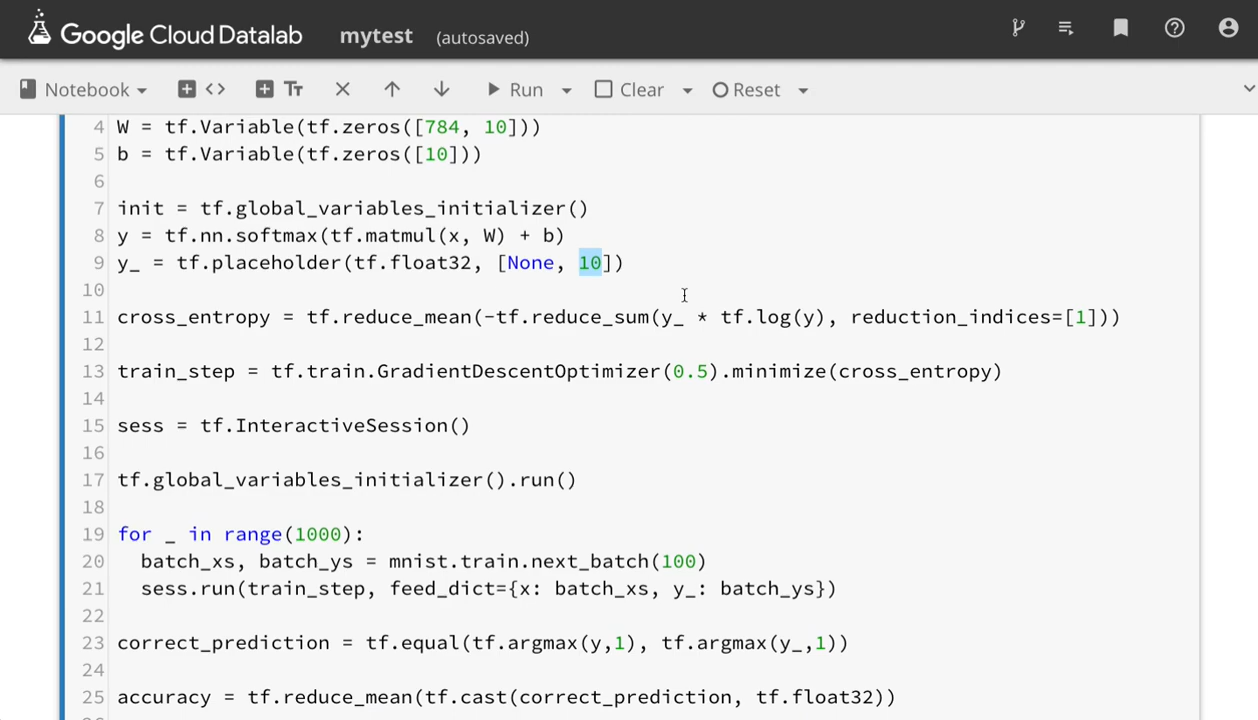 Google Cloud Datalab mytest (autosaved)
Notebook <> Tт Run Clear Reset
4 W = tf.Variable(tf.zeros([784, 10]))
5 b = tf.Variable(tf.zeros([10]))
6
7 init = tf.global_variables_initializer()
8 y = tf.nn.softmax(tf.matmul(x, W) + b)
9 y_ = tf.placeholder(tf.float32, [None, 10])
10
11 cross_entropy = tf.reduce_mean(-tf.reduce_sum(y_ * tf.log(y), reduction_indices=[1]))
12
13 train_step = tf.train.GradientDescentOptimizer(0.5).minimize(cross_entropy)
14
15 sess = tf.InteractiveSession()
16
17 tf.global_variables_initializer().run()
18
19 for _ in range(1000):
20 batch_xs, batch_ys = mnist.train.next_batch(100)
21 sess.run(train_step, feed_dict={x: batch_xs, y_: batch_ys})
22
23 correct_prediction = tf.equal(tf.argmax(y,1), tf.argmax(y_,1))
24
25 accuracy = tf.reduce_mean(tf.cast(correct_prediction, tf.float32))